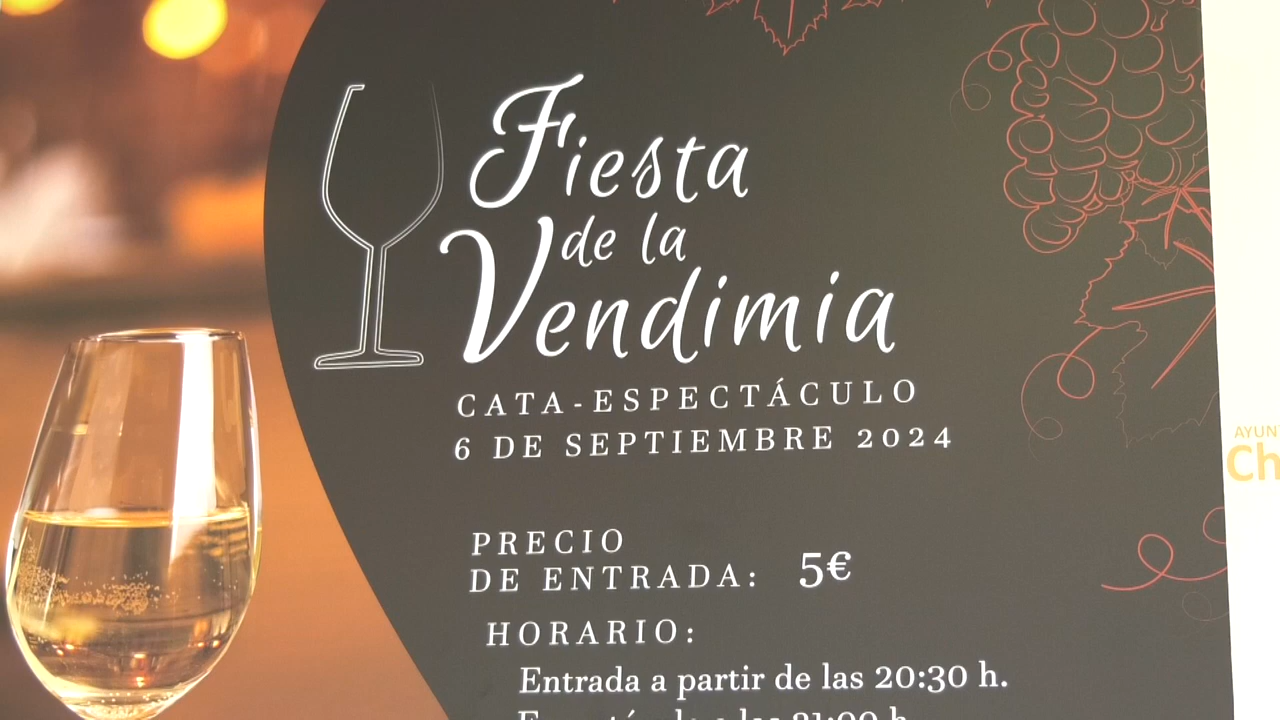 Fiesta
de la
Vendimia
CATA-ESPECTÁCULO
6 DE SEPTIEMBRE 2024
PRECIO
DE ENTRADA: 5€
HORARIO:
Entrada a partir de las 20:30 h.